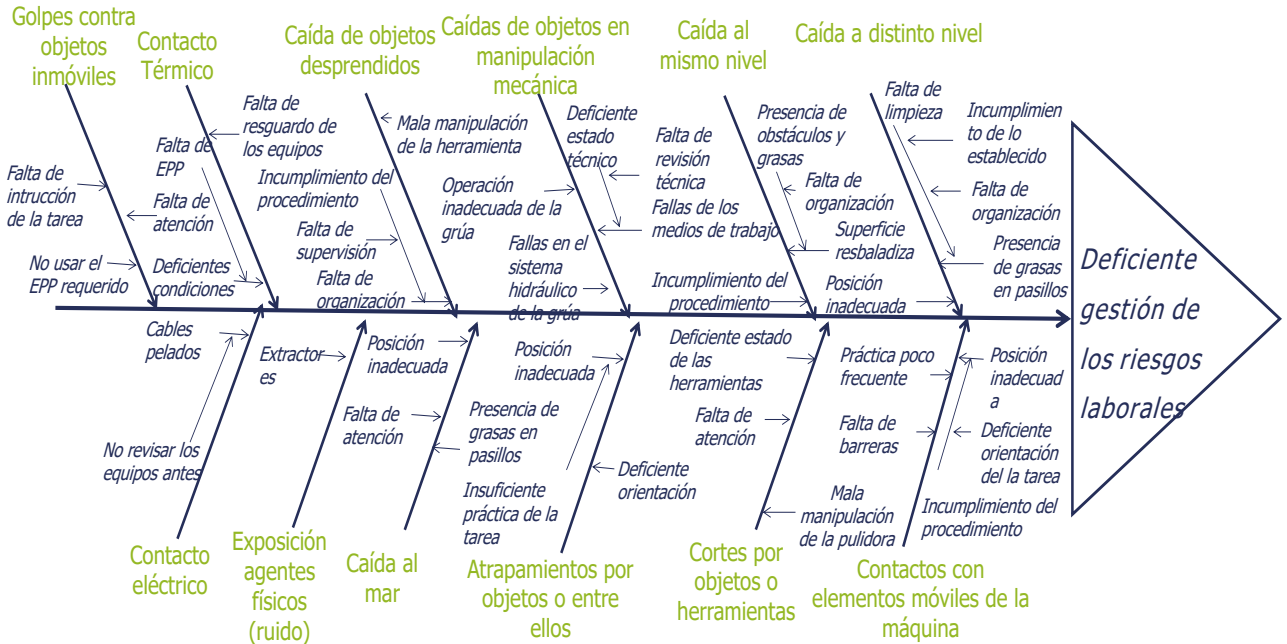 Golpes contra
objetos
inmóviles
Contacto
Térmico
Caída de objetos
desprendidos
Caídas de objetos en
manipulación
mecánica
Caída al
mismo nivel
Caída a distinto nivel
Falta de
intrucción
de la tarea
Falta de
atención
No usar el
EPP requerido
Falta de
resguardo de
los equipos
Falta de
EPP
Deficientes
condiciones
Mala manipulación
de la herramienta
Incumplimiento del
procedimiento
Falta de
supervisión
Falta de
organización
Deficiente
estado
técnico
Operación
inadecuada de la
grúa
Fallas en el
sistema
hidráulico
de la grúa
Falta de
revisión
técnica
Fallas de los
medios de trabajo
Presencia de
obstáculos y
grasas
Falta de
organización
Superficie
resbaladiza
Incumplimiento del
procedimiento
Falta de
limpieza
Incumplimien
to de lo
establecido
Falta de
organización
Presencia
de grasas
en pasillos
Posición
inadecuada
Deficiente
gestión de
los riesgos
laborales
Cables
pelados
No revisar los
equipos antes
Extractor
es
Posición
inadecuada
Falta de
atención
Presencia de
grasas en
pasillos
Posición
inadecuada
Insuficiente
práctica de la
tarea
Deficiente
orientación
Deficiente estado
de las
herramientas
Falta de
atención
Mala
manipulación
de la pulidora
Práctica poco
frecuente
Falta de
barreras
Posición
inadecuad
a
Deficiente
orientación
del la tarea
Incumplimiento del
procedimiento
Contacto
eléctrico
Exposición
agentes
físicos
(ruido)
Caída al
mar
Atrapamientos por
objetos o entre
ellos
Cortes por
objetos o
herramientas
Contactos con
elementos móviles de la
máquina